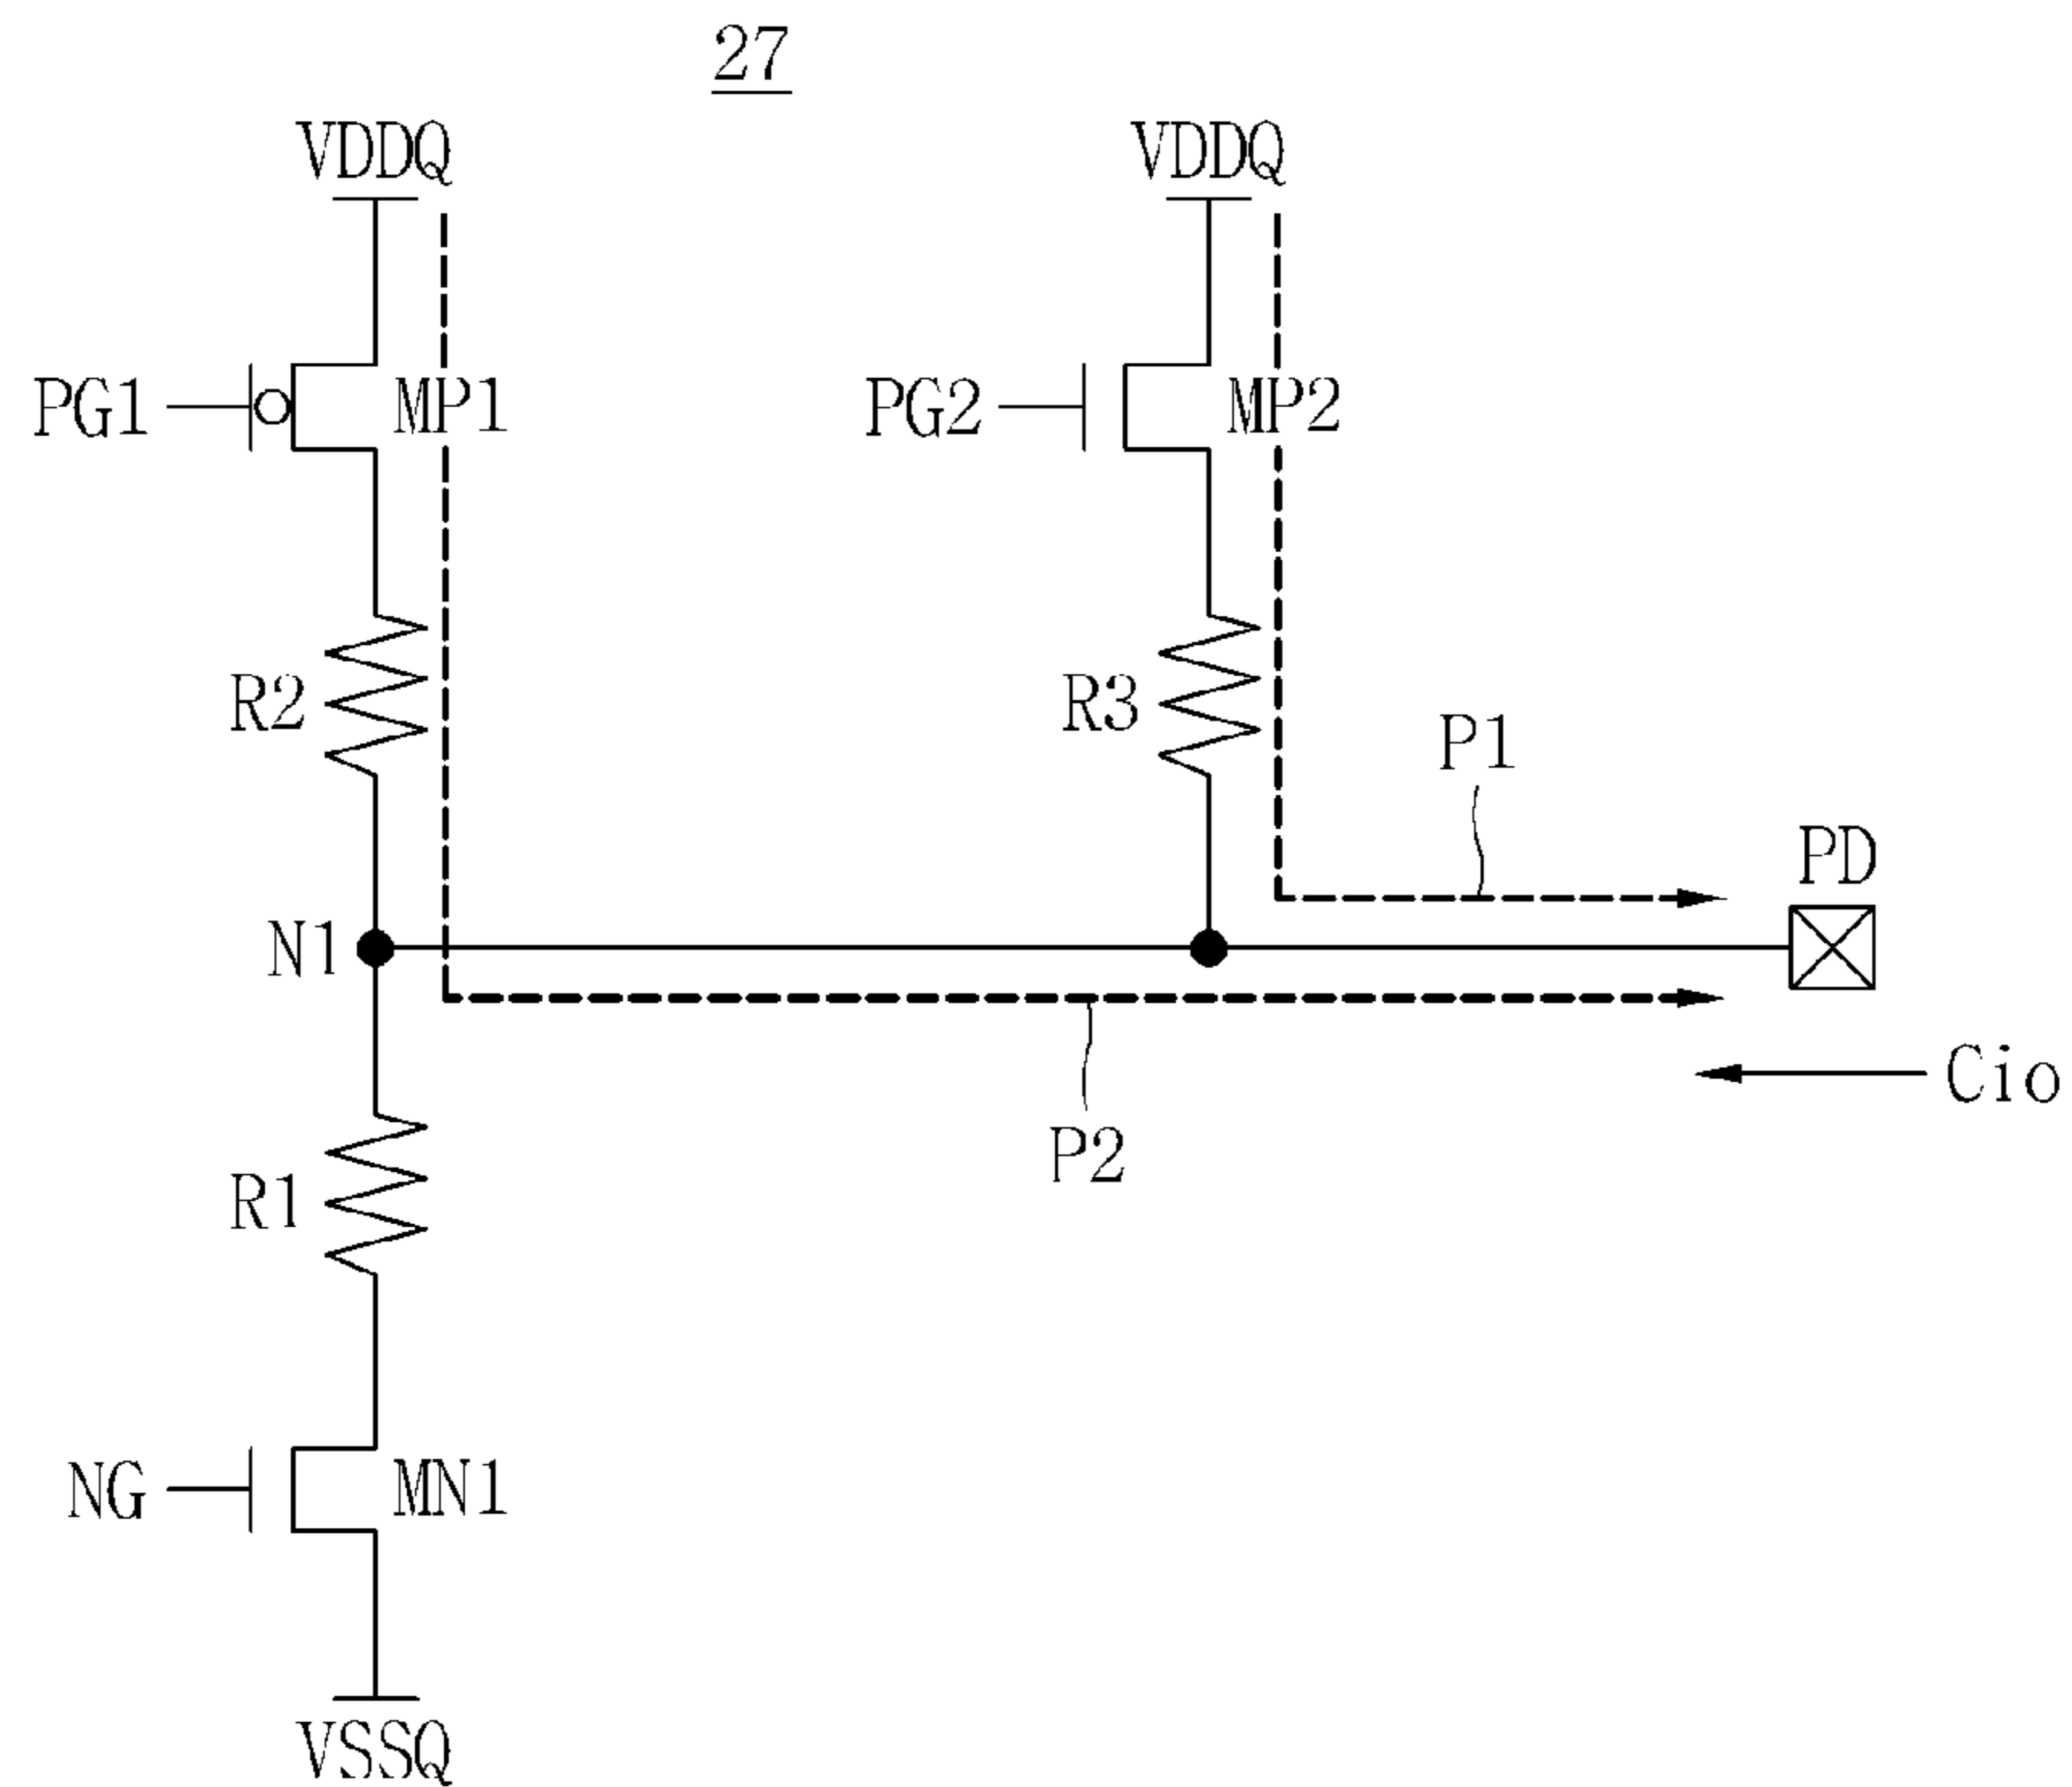 27
VDDQ
VDDQ
PG1
MP1
PG2
MP2
R2
R3
P1
PD
N1
Cio
P2
R1
NG
MN1
VSSQ